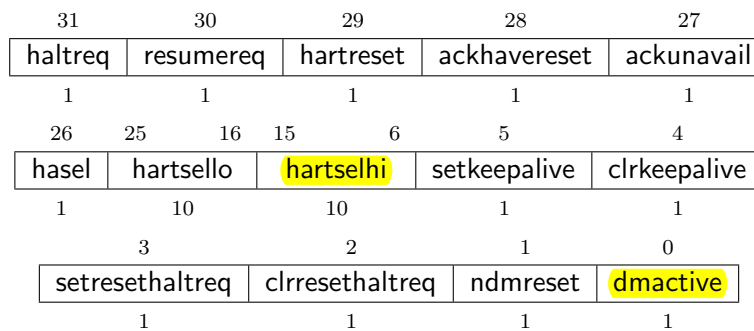 31 30 29 28 27
haltreq resumereq hartreset ackhavereset ackunavail
1 1 1 1 1
26 25 16 15 6 5 4
hasel hartsello hartselhi setkeepalive clrkeepalive
1 10 10 1 1
3 2 1 0
setresethaltreq clrresethaltreq ndmreset dmactive
1 1 1 1